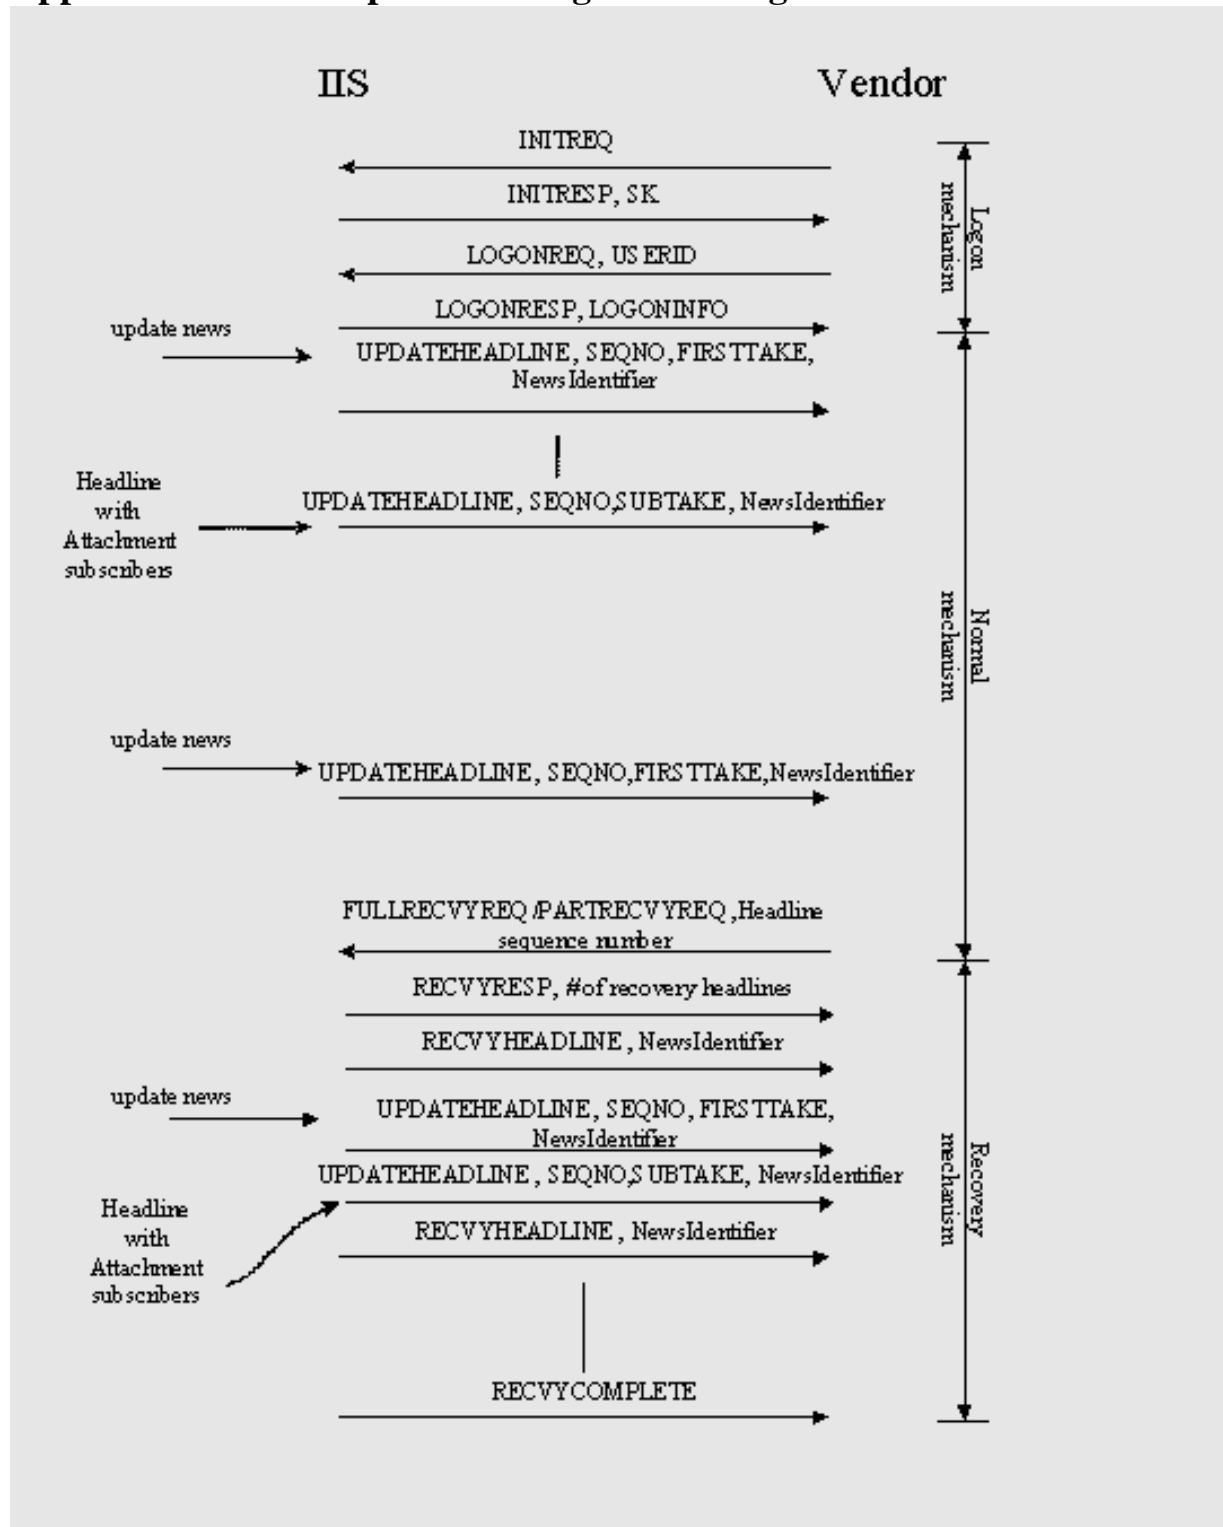 IIS
Vendor
INITREQ
INITRESP, SK
LOGONREQ, USERID
LOGONRESP, LOGONINFO
Logon
mechanism
update news
UPDATEHEADLINE, SEQNO, FIRSTTAKE,
NewsIdentifier
Headline
with
Attachment
subscribers
UPDATEHEADLINE, SEQNO,SUBTAKE, NewsIdentifier
Normal
mechanism
update news
UPDATEHEADLINE, SEQNO,FIRSTTAKE,NewsIdentifier
FULLRECVYREQ/PARTRECVYREQ,Headline
sequence number
RECVYRESP, #of recovery headlines
RECVYHEADLINE, NewsIdentifier
update news
UPDATEHEADLINE, SEQNO, FIRSTTAKE,
NewsIdentifier
UPDATEHEADLINE, SEQNO,SUBTAKE, NewsIdentifier
Headline
with
Attachment
subscribers
RECVYHEADLINE, NewsIdentifier
Recovery
mechanism
RECVYCOMPLETE